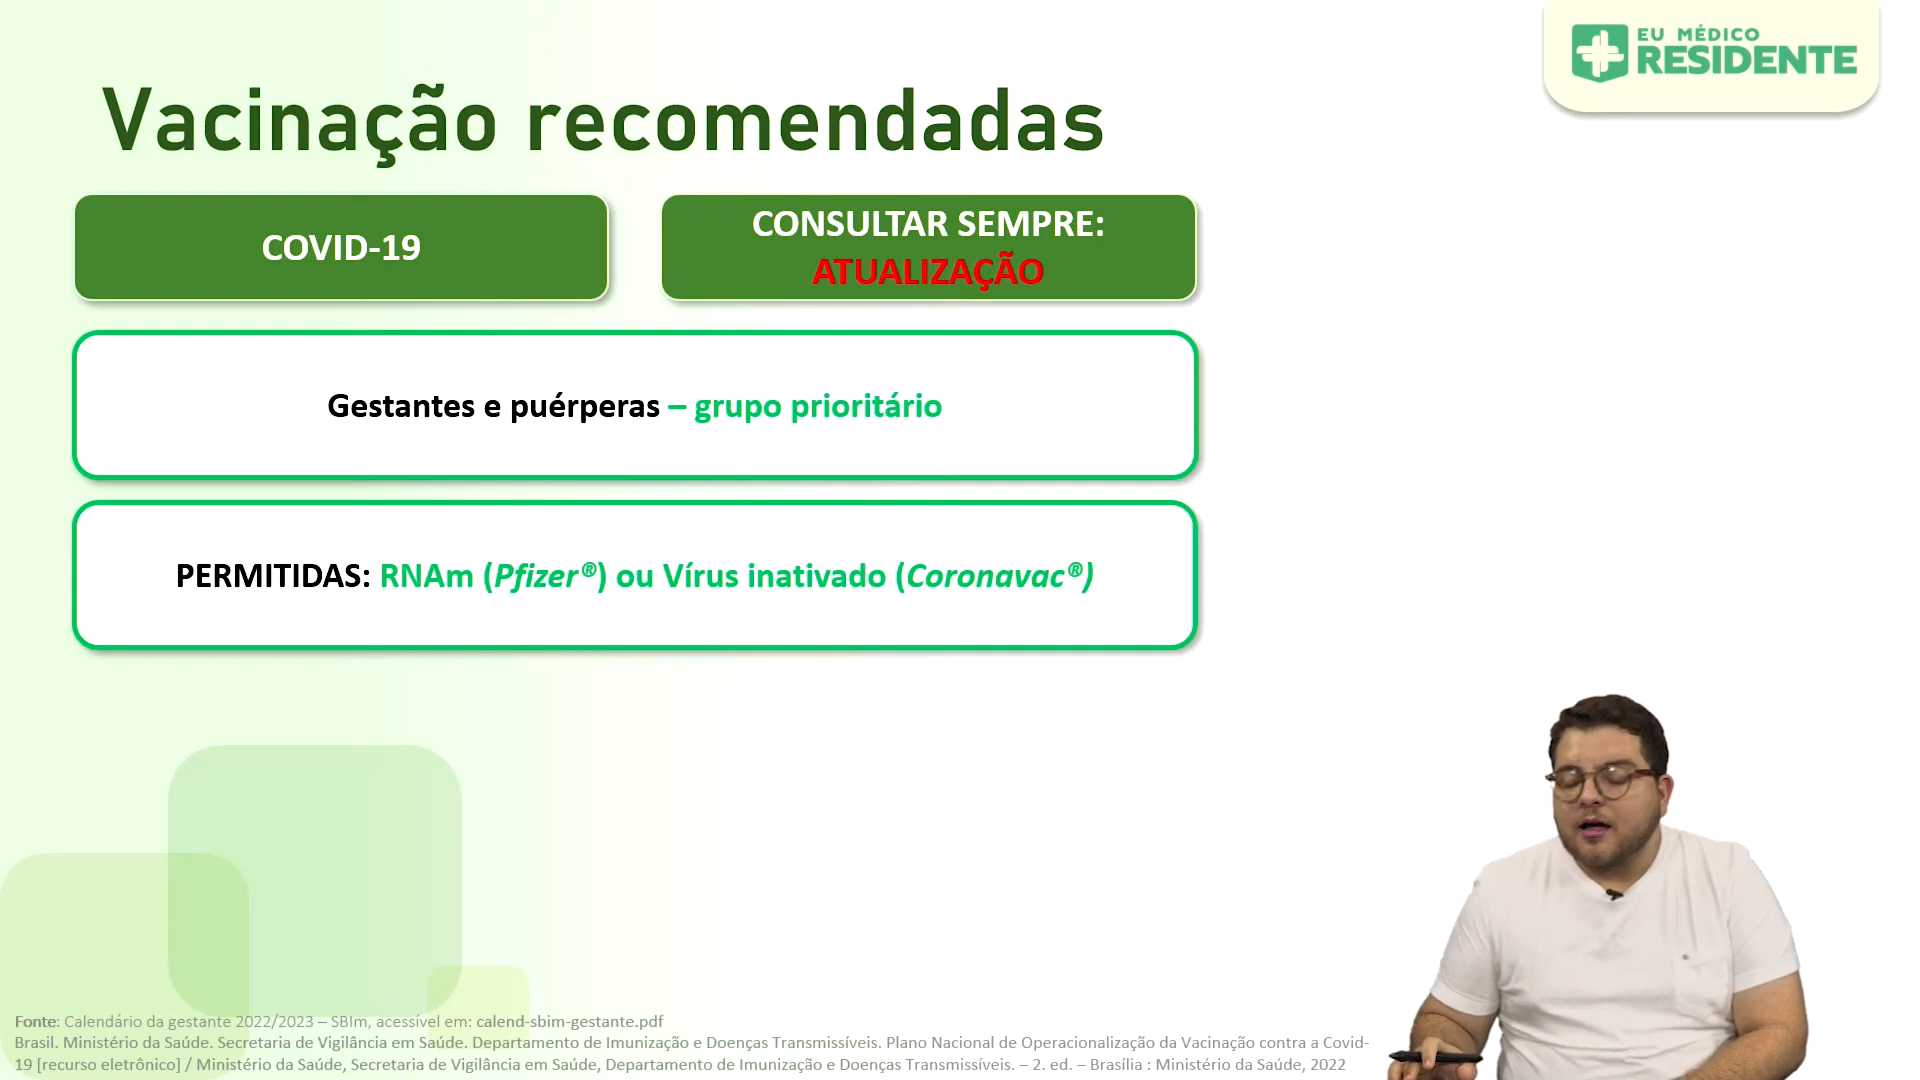 EU MÉDICO
RESIDENTE
Vacinação recomendadas
COVID-19
CONSULTAR SEMPRE:
ATUALIZAÇÃO
Gestantes e puérperas – grupo prioritário
PERMITIDAS: RNAm (Pfizer®) ou Vírus inativado (Coronavac®)
Fonte: Calendário da gestante 2022/2023 – SBIm, acessível em: calend-sbim-gestante.pdf
Brasil. Ministério da Saúde. Secretaria de Vigilância em Saúde. Departamento de Imunização e Doenças Transmissíveis. Plano Nacional de Operacionalização da Vacinação contra a Covid-
19 [recurso eletrônico] / Ministério da Saúde, Secretaria de Vigilância em Saúde, Departamento de Imunização e Doenças Transmissíveis. – 2. ed. – Brasília : Ministério da Saúde, 2022